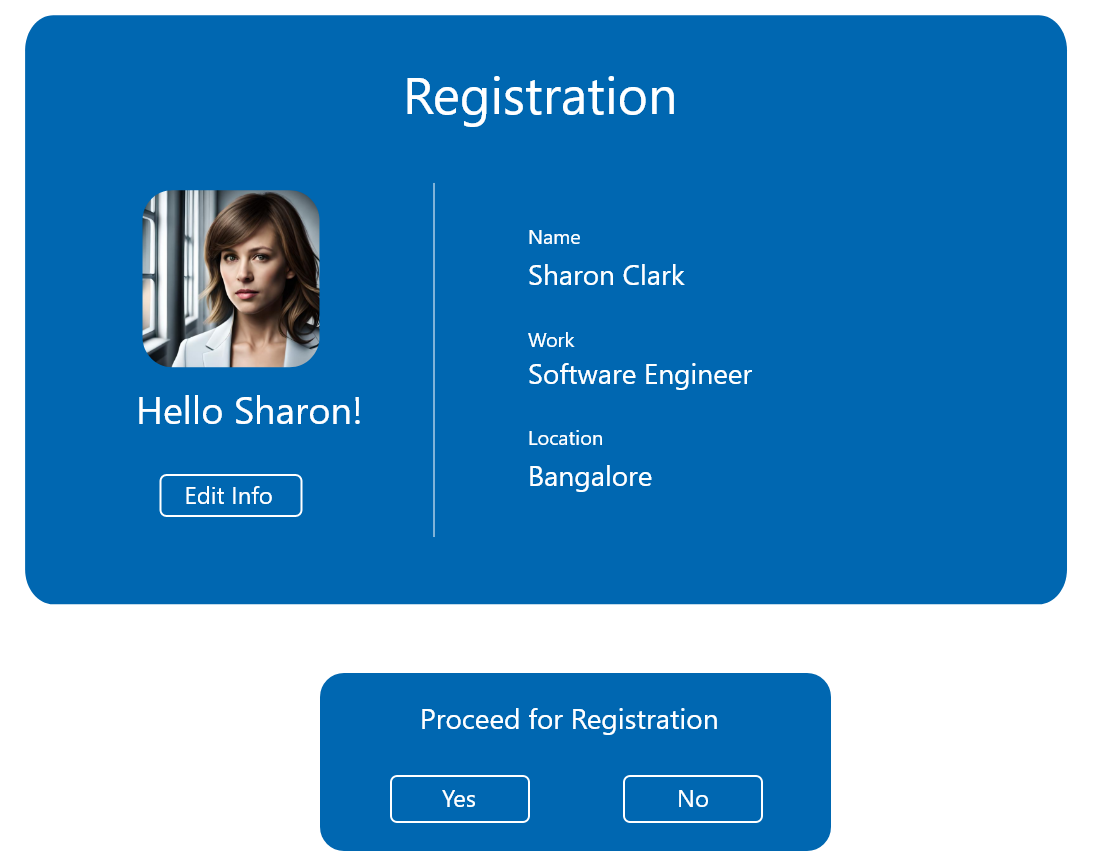 Registration
Hello Sharon!
Edit Info
Name
Sharon Clark
Work
Software Engineer
Location
Bangalore
Proceed for Registration
Yes
No